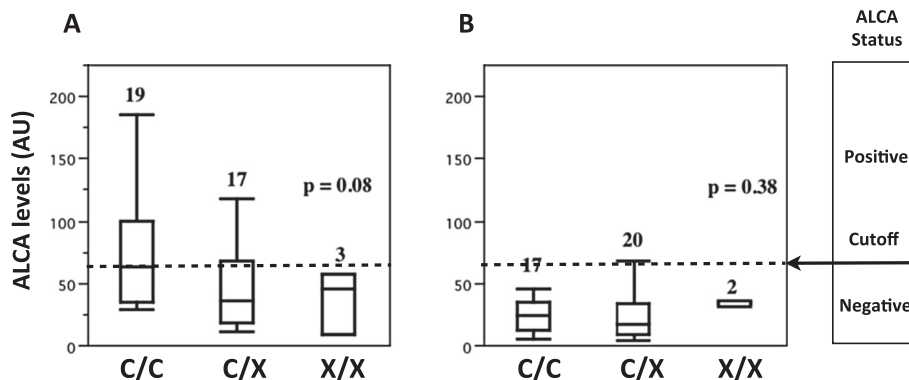 A
ALCA levels (AU)
200
150
100
50
0
19
17
p = 0.08
3
C/C
C/X
X/X
B
200
150
100
50
0
p = 0.38
17
20
2
C/C
C/X
X/X
ALCA
Status
Positive
Cutoff
Negative